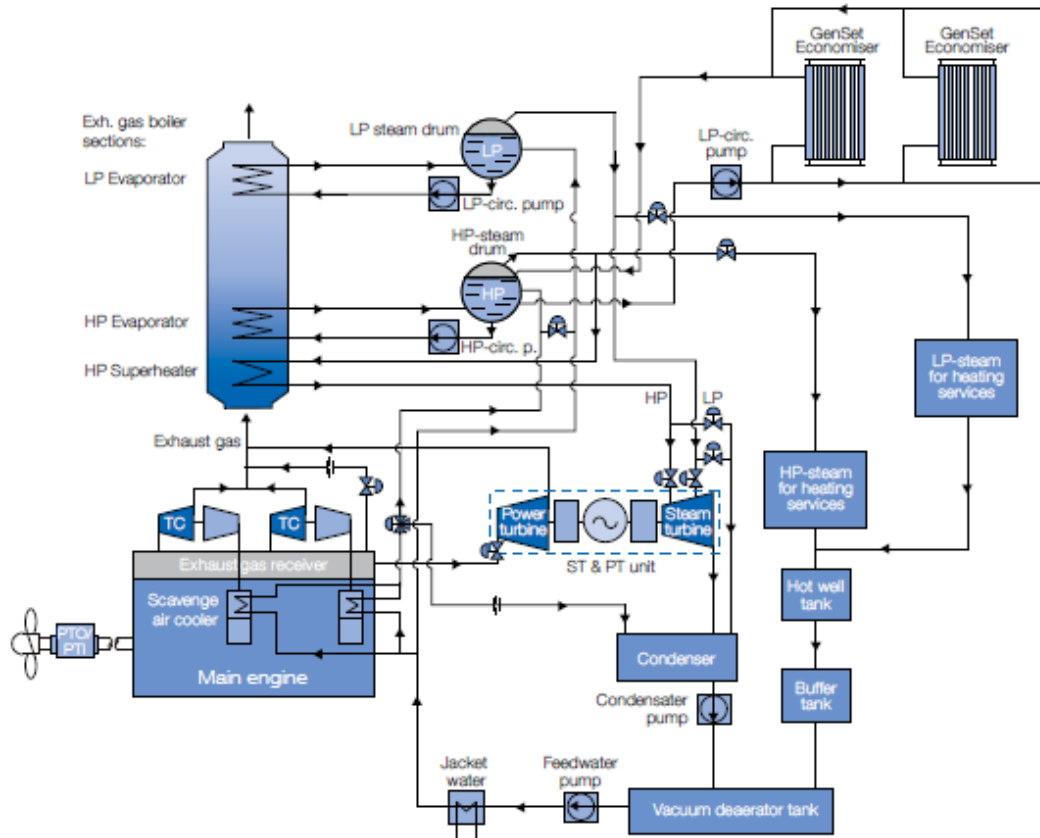 GenSet
Economiser
GenSet
Economiser
Exh. gas boiler
sections:
LP steam drum
LP
LP-circ.
pump
LP Evaporator
LP-circ. pump
HP-steam
drum
HP
HP Evaporator
HP-circ. p.
HP Superheater
LP-steam
for heating
services
HP
LP
Exhaust gas
HP-steam
for heating
services
TC
TC
Power
turbine
Steam
turbine
Exhaust gas receiver
ST & PT unit
Hot well
tank
Scavenge
air cooler
PTO/
PTI
Condenser
Main engine
Buffer
tank
Condensater
pump
Jacket
water
Feedwater
pump
Vacuum deaerator tank